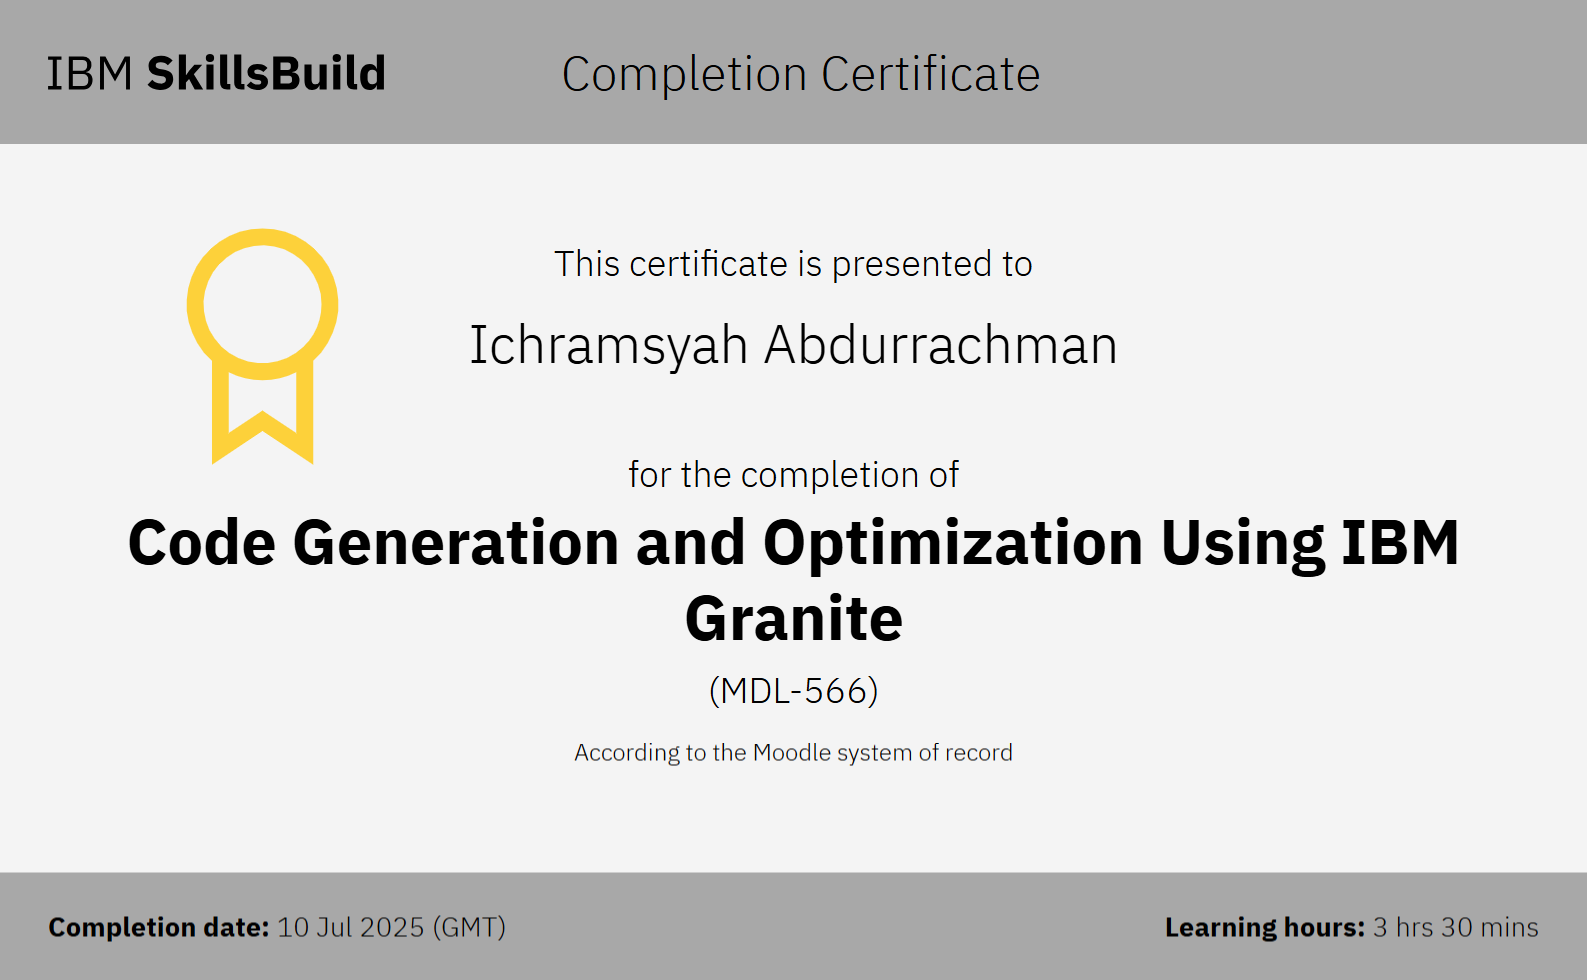 IBM SkillsBuild
Completion Certificate
This certificate is presented to
Ichramsyah Abdurrachman
for the completion of
Code Generation and Optimization Using IBM
Granite
(MDL-566)
According to the Moodle system of record
Completion date: 10 Jul 2025 (GMT)
Learning hours: 3 hrs 30 mins